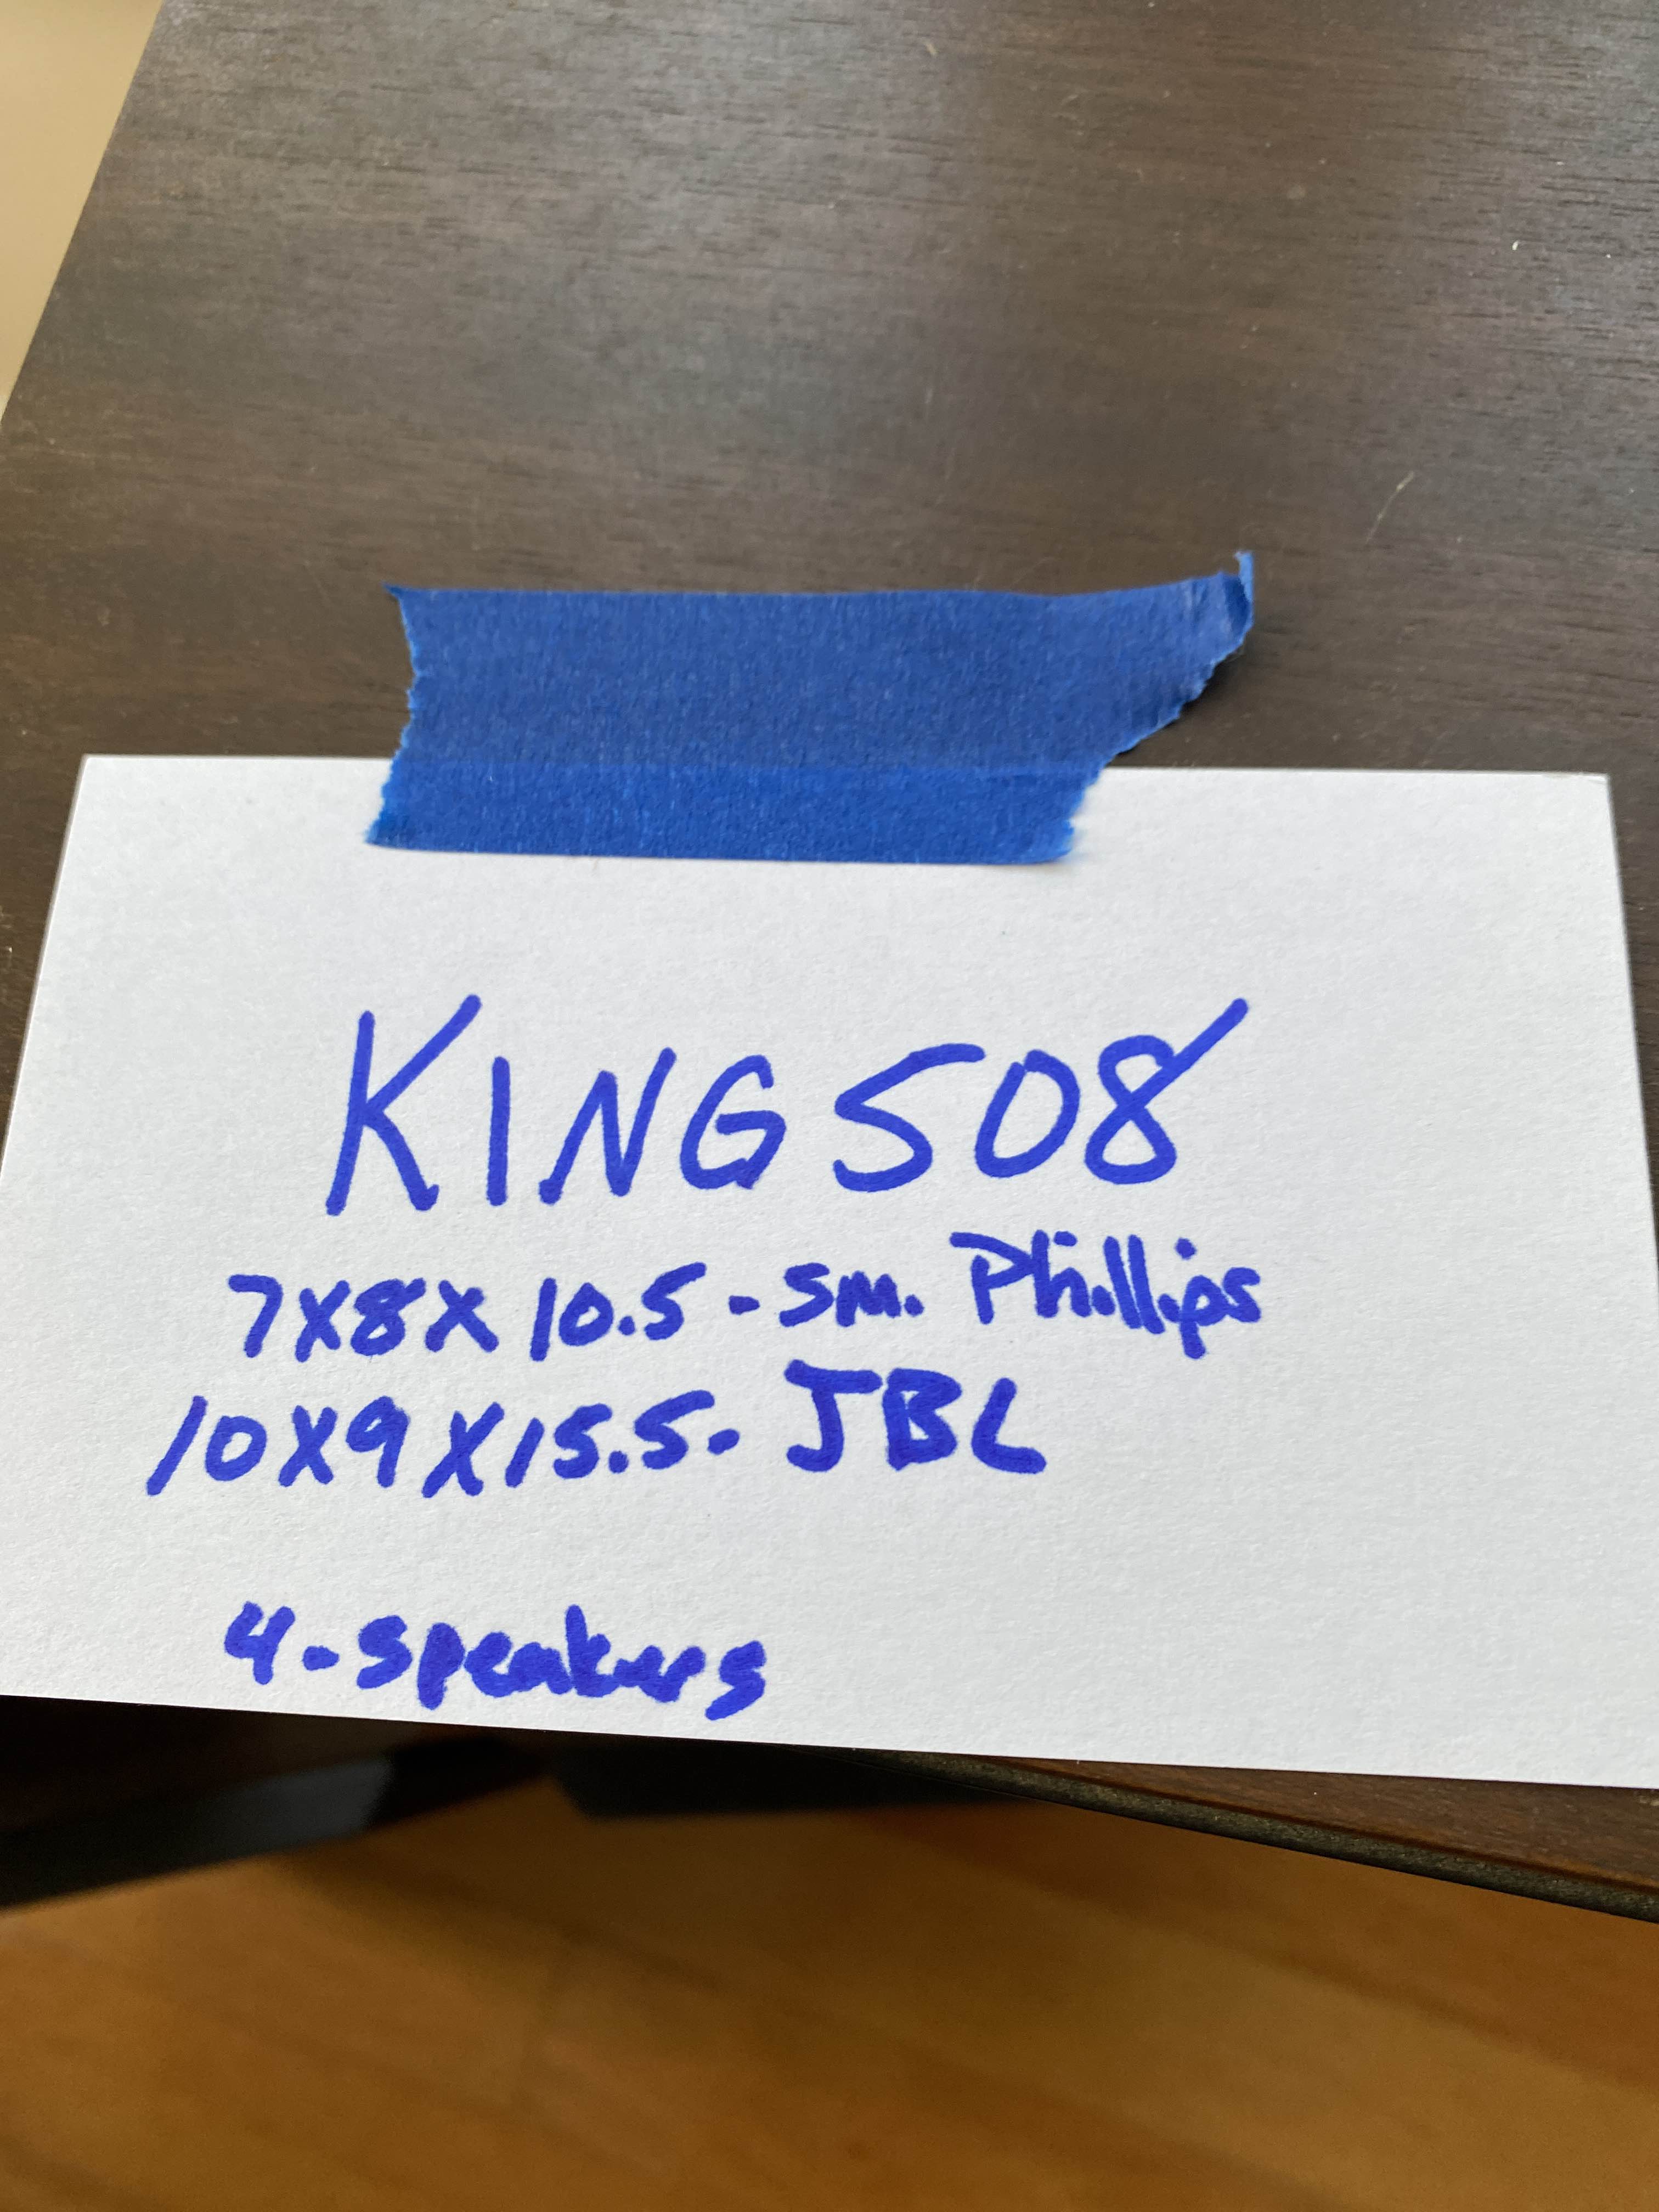 KING508
7X8X10.5-sm. Phillips
10X9X15.5. JBL
4-speakers